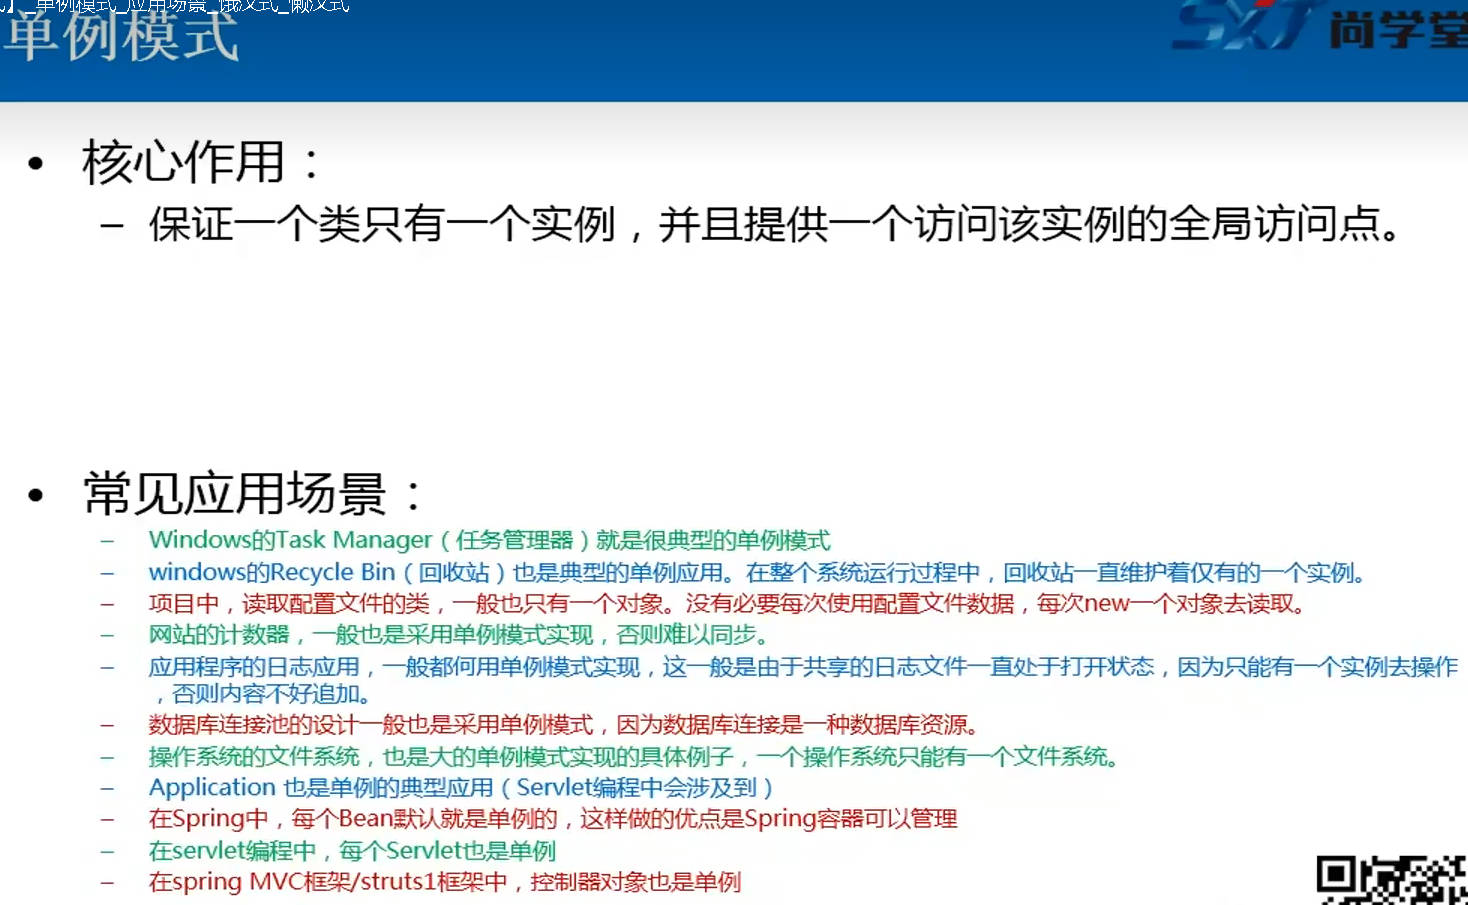 式】_单例模式_应用场景_饿汉式_懒汉式
单例模式
SXT 尚学堂
• 核心作用：
– 保证一个类只有一个实例，并且提供一个访问该实例的全局访问点。
• 常见应用场景：
– Windows的Task Manager（任务管理器）就是很典型的单例模式
– windows的Recycle Bin（回收站）也是典型的单例应用。在整个系统运行过程中，回收站一直维护着仅有的一个实例。
– 项目中，读取配置文件的类，一般也只有一个对象。没有必要每次使用配置文件数据，每次new一个对象去读取。
– 网站的计数器，一般也是采用单例模式实现，否则难以同步。
– 应用程序的日志应用，一般都何用单例模式实现，这一般是由于共享的日志文件一直处于打开状态，因为只能有一个实例去操作
，否则内容不好追加。
– 数据库连接池的设计一般也是采用单例模式，因为数据库连接是一种数据库资源。
– 操作系统的文件系统，也是大的单例模式实现的具体例子，一个操作系统只能有一个文件系统。
– Application 也是单例的典型应用（Servlet编程中会涉及到）
– 在Spring中，每个Bean默认就是单例的，这样做的优点是Spring容器可以管理
– 在servlet编程中，每个Servlet也是单例
– 在spring MVC框架/struts1框架中，控制器对象也是单例